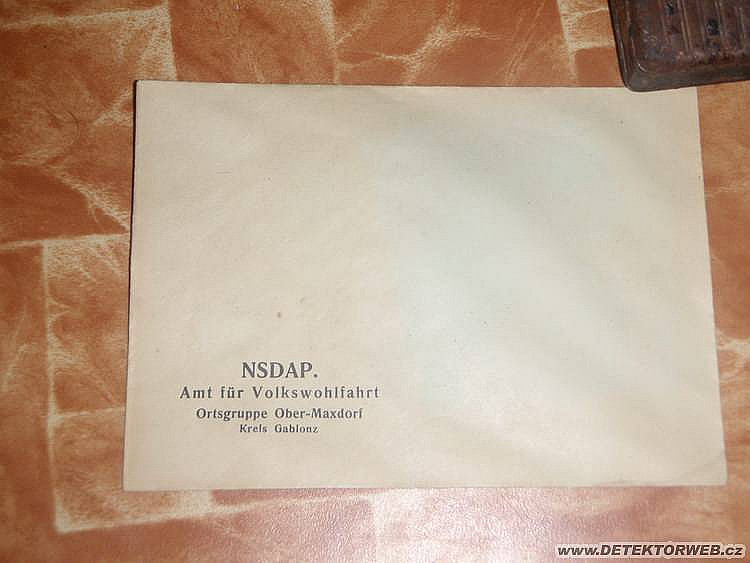 NSDAP.
Amt für Volkswohlfahrt
Ortsgruppe Ober-Maxdorf
Kreis Gablonz
www.DETEKTORWEB.cz